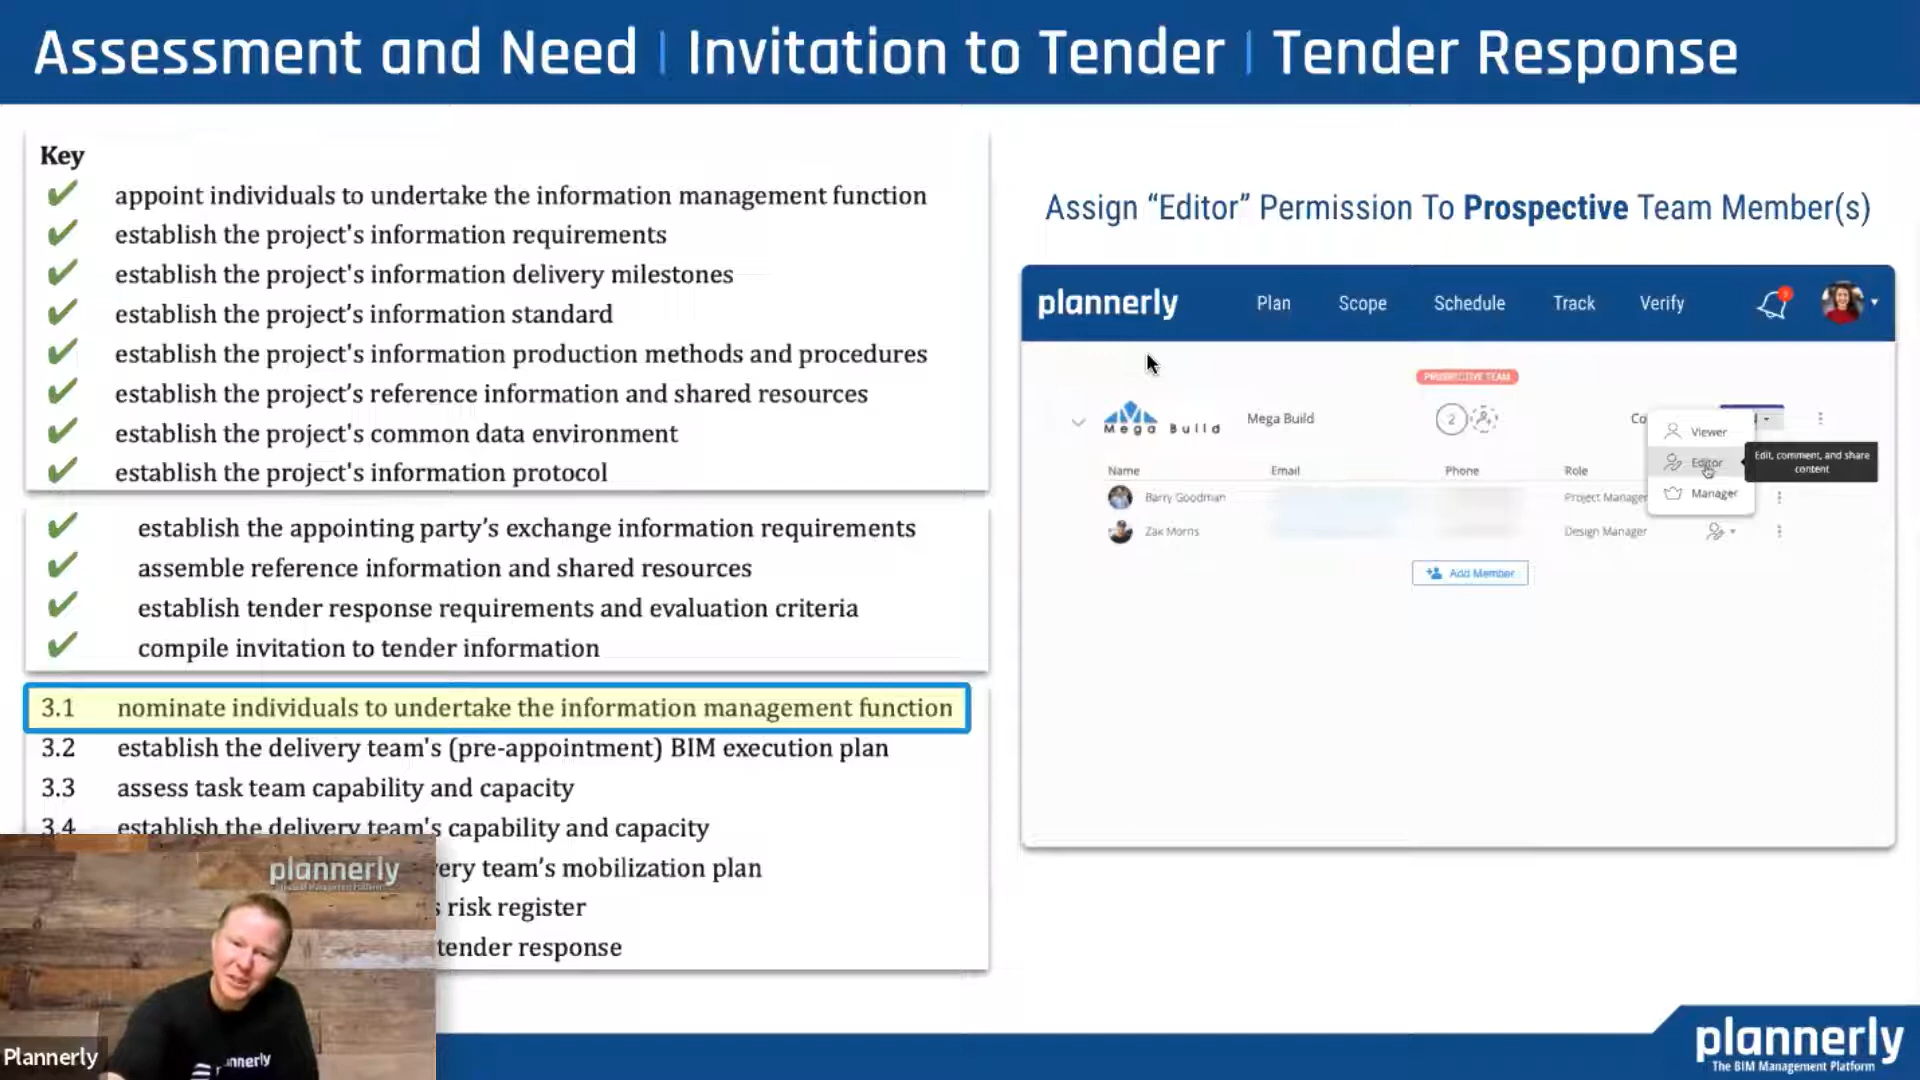 Assessment and Need | Invitation to Tender | Tender Response
Key
✔ appoint individuals to undertake the information management function
✔ establish the project's information requirements
✔ establish the project's information delivery milestones
✔ establish the project's information standard
✔ establish the project's information production methods and procedures
✔ establish the project's reference information and shared resources
✔ establish the project's common data environment
✔ establish the project's information protocol
✔ establish the appointing party's exchange information requirements
✔ assemble reference information and shared resources
✔ establish tender response requirements and evaluation criteria
✔ compile invitation to tender information
3.1 nominate individuals to undertake the information management function
3.2 establish the delivery team's (pre-appointment) BIM execution plan
3.3 assess task team capability and capacity
3.4 establish the delivery team's capability and capacity
very team's mobilization plan
s risk register
tender response
Assign “Editor” Permission To Prospective Team Member(s)
plannerly Plan Scope Schedule Track Verify
PROSPECTIVE TEAM
Mega Build Mega Build 2 Co
Viewer
Editor
Manager
Edit, comment, and share
content
Name Email Phone Role
Barry Goodman Project Manager
Zak Morris Design Manager
Add Member
plannerly
plannerly
Plannerly
plannerly
The BIM Management Platform